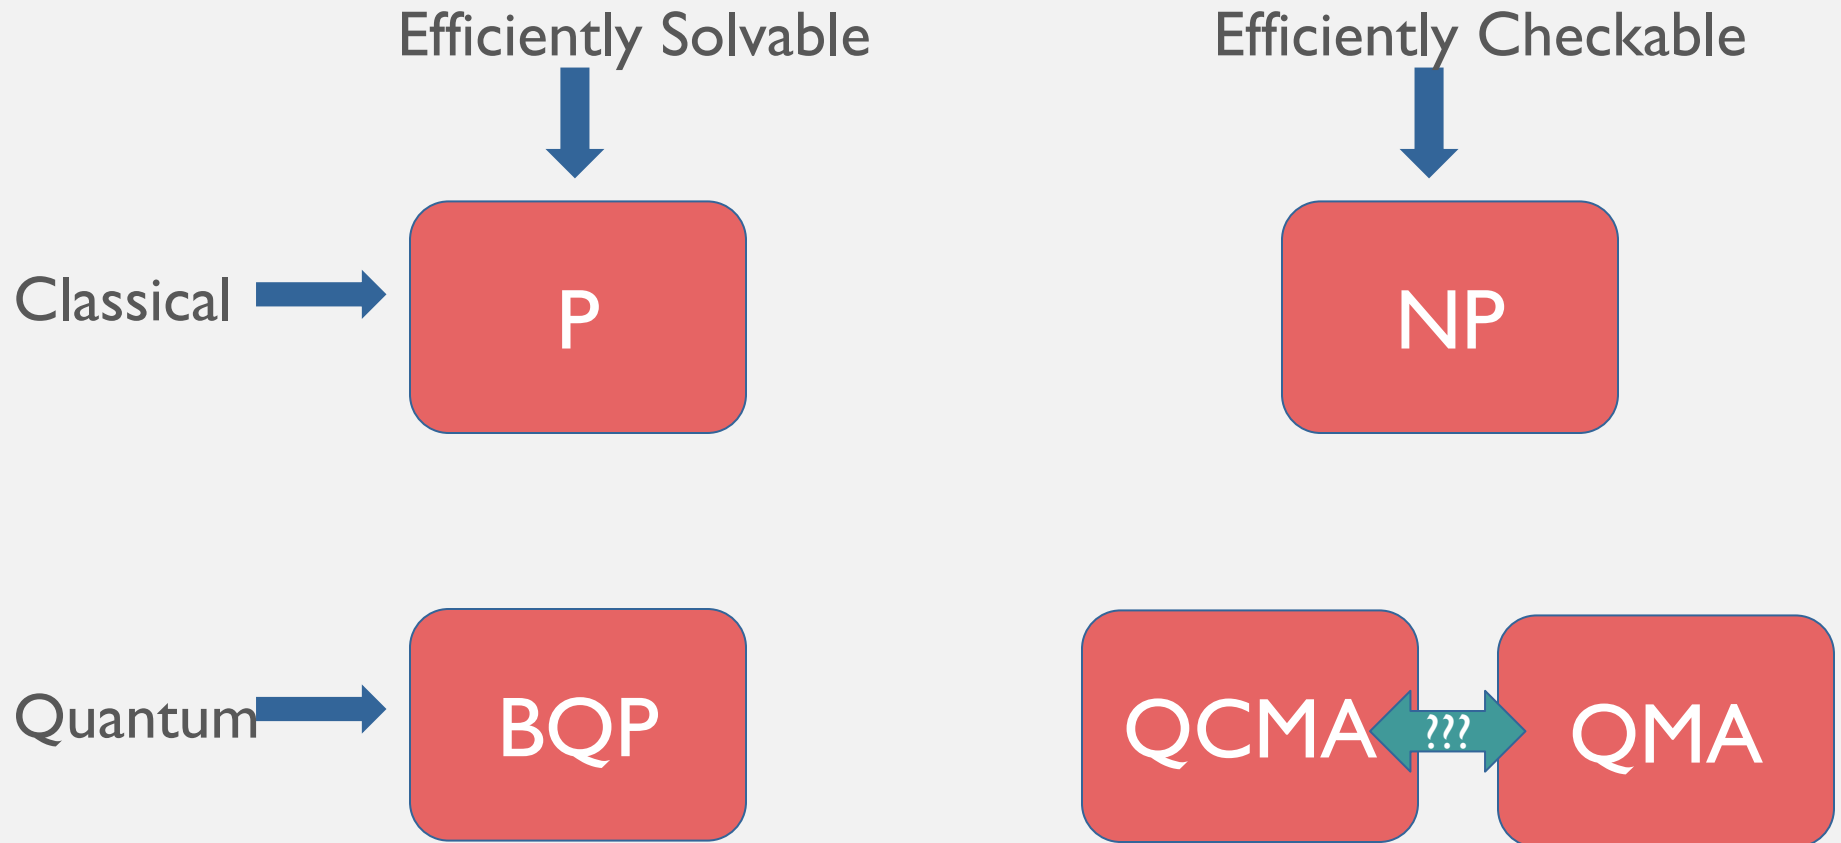 Efficiently Solvable
Efficiently Checkable
Classical
P
NP
Quantum
BQP
QCMA
???
QMA